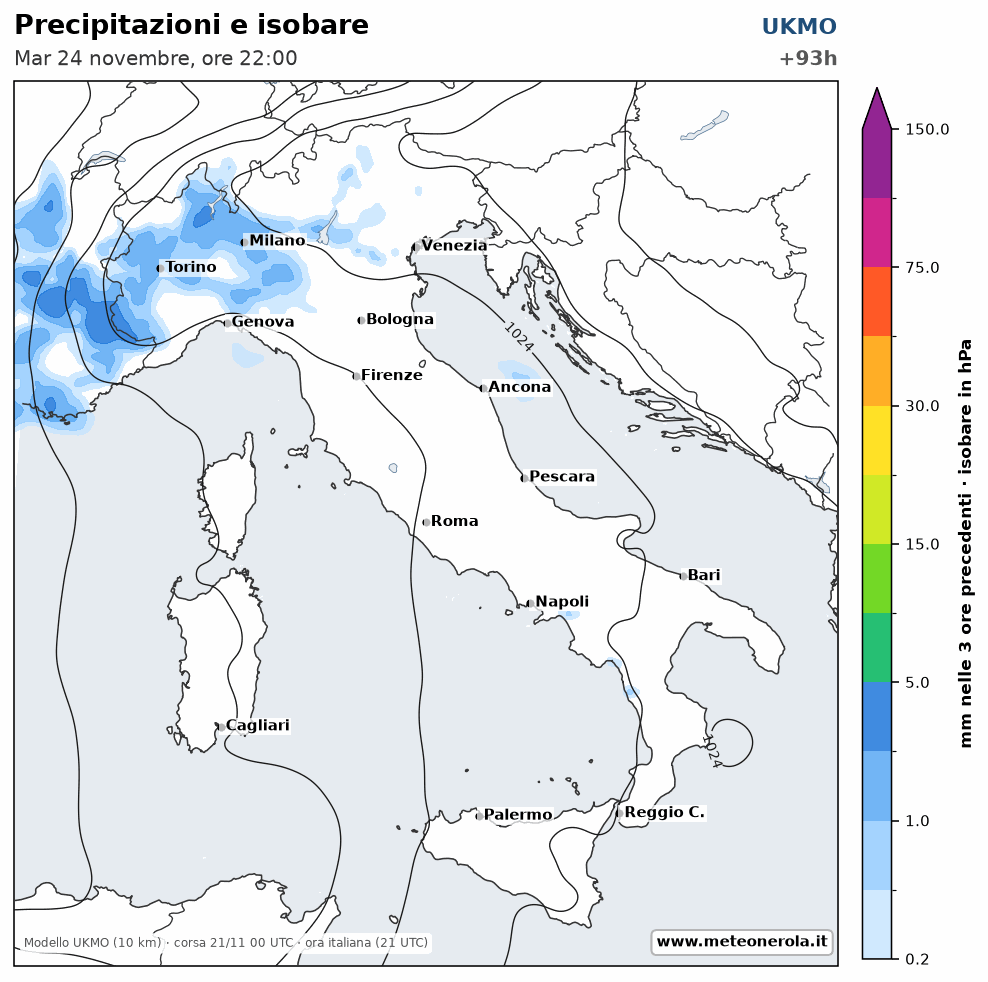 Precipitazioni e isobare
UKMO
Mar 24 novembre, ore 22:00
+93h
150.0
75.0
30.0
15.0
5.0
1.0
0.2
mm nelle 3 ore precedenti · isobare in hPa
Milano
Venezia
Torino
Genova
Bologna
1024
Firenze
Ancona
Pescara
Roma
Bari
Napoli
Cagliari
1024
Palermo
Reggio C.
Modello UKMO (10 km) · corsa 21/11 00 UTC · ora italiana (21 UTC)
www.meteonerola.it